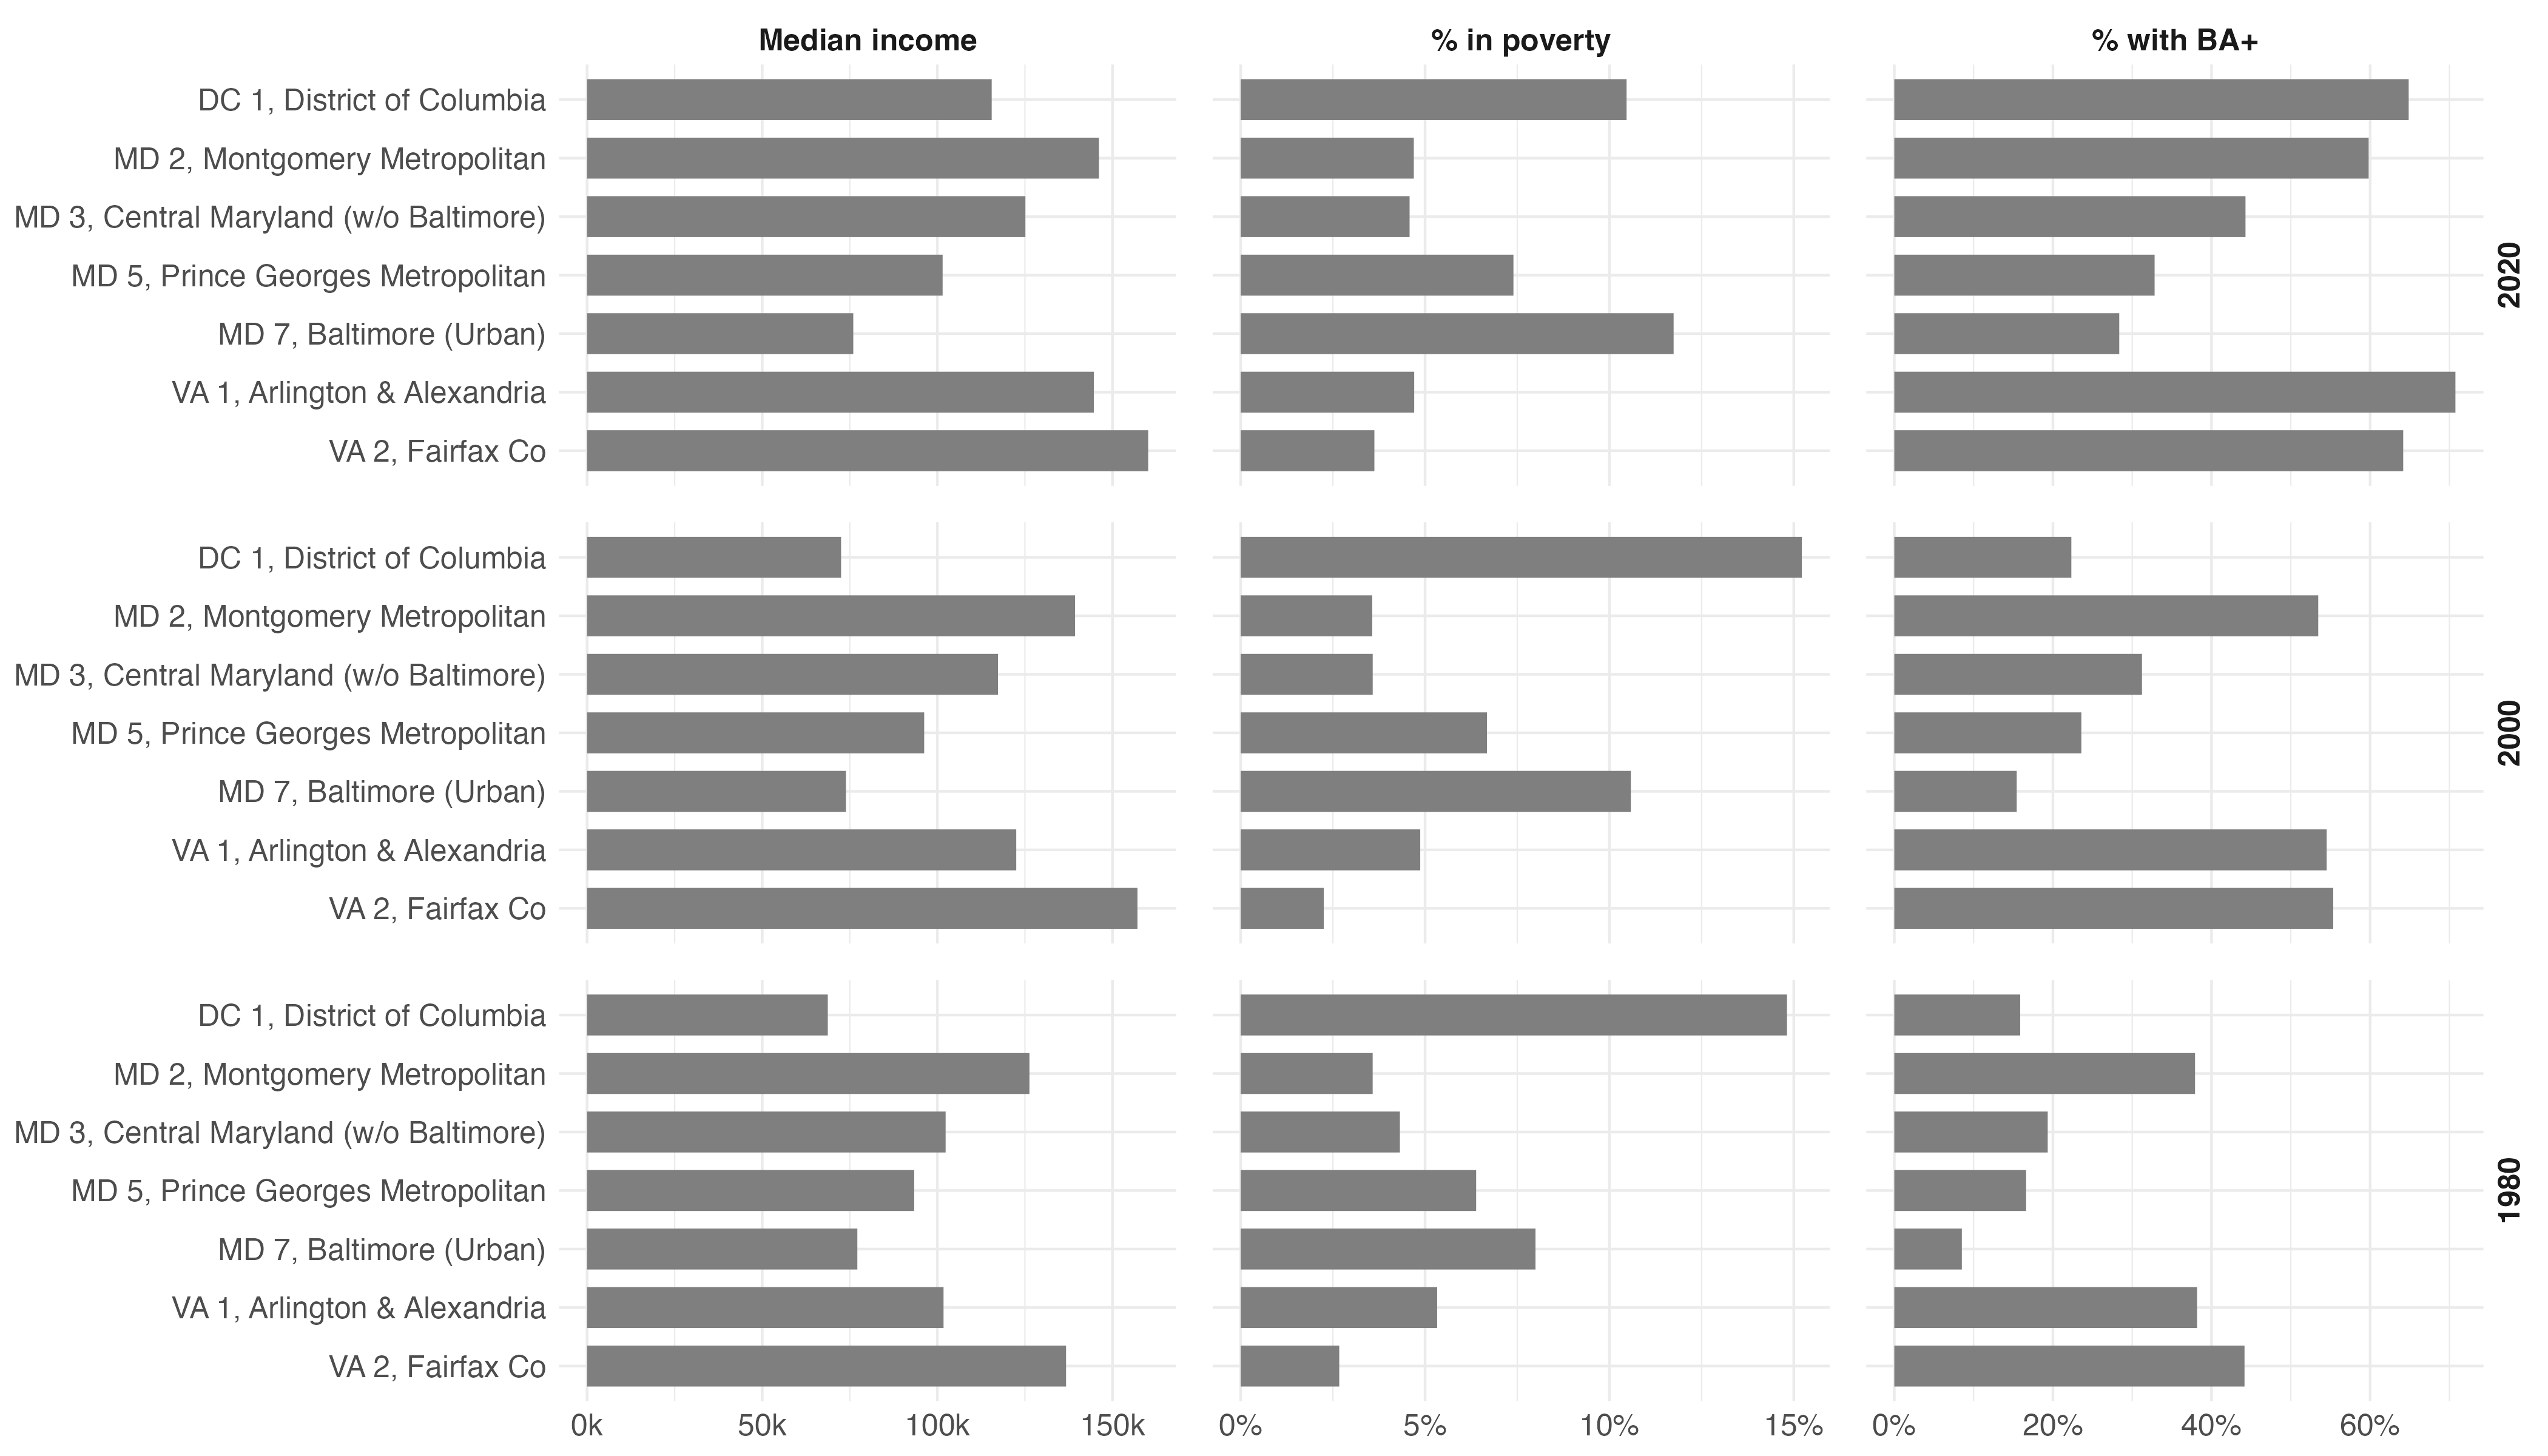 Median income
% in poverty
% with BA+
DC 1, District of Columbia
MD 2, Montgomery Metropolitan
MD 3, Central Maryland (w/o Baltimore)
MD 5, Prince Georges Metropolitan
MD 7, Baltimore (Urban)
VA 1, Arlington & Alexandria
VA 2, Fairfax Co
2020
DC 1, District of Columbia
MD 2, Montgomery Metropolitan
MD 3, Central Maryland (w/o Baltimore)
MD 5, Prince Georges Metropolitan
MD 7, Baltimore (Urban)
VA 1, Arlington & Alexandria
VA 2, Fairfax Co
2000
DC 1, District of Columbia
MD 2, Montgomery Metropolitan
MD 3, Central Maryland (w/o Baltimore)
MD 5, Prince Georges Metropolitan
MD 7, Baltimore (Urban)
VA 1, Arlington & Alexandria
VA 2, Fairfax Co
1980
0k 50k 100k 150k
0% 5% 10% 15%
0% 20% 40% 60%